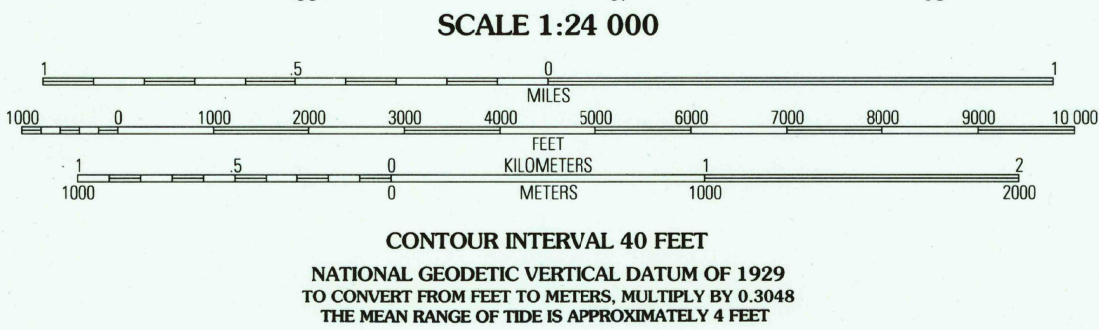 SCALE 1:24 000
1 .5 0 1
MILES
1000 0 1000 2000 3000 4000 5000 6000 7000 8000 9000 10 000
FEET
1 .5 0 KILOMETERS 1 2
1000 0 METERS 1000 2000
CONTOUR INTERVAL 40 FEET
NATIONAL GEODETIC VERTICAL DATUM OF 1929
TO CONVERT FROM FEET TO METERS, MULTIPLY BY 0.3048
THE MEAN RANGE OF TIDE IS APPROXIMATELY 4 FEET